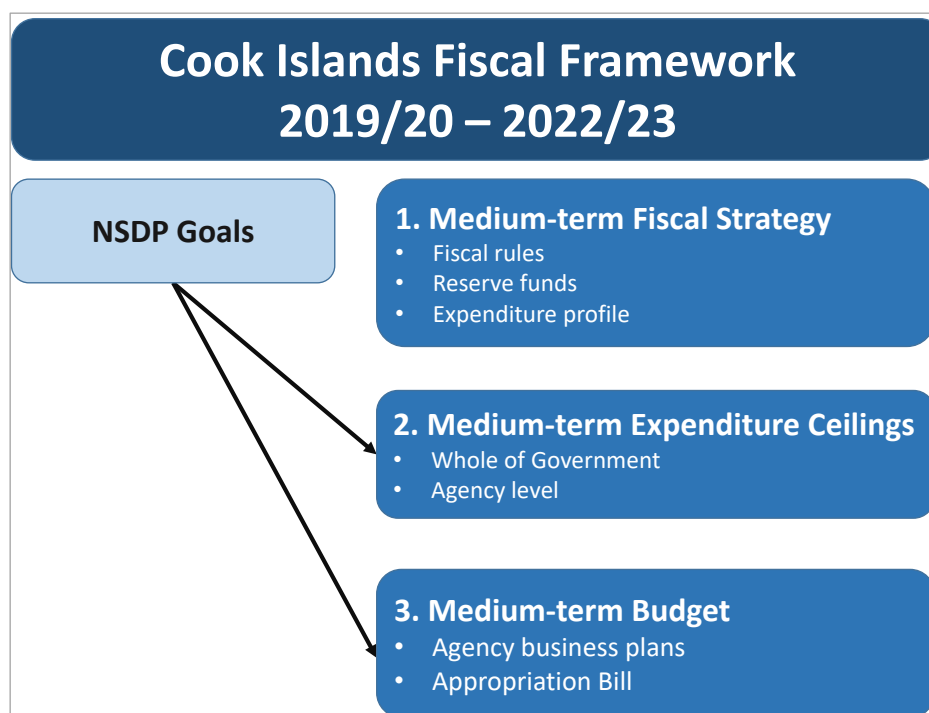 Cook Islands Fiscal Framework
2019/20 – 2022/23
NSDP Goals
1. Medium-term Fiscal Strategy
• Fiscal rules
• Reserve funds
• Expenditure profile
2. Medium-term Expenditure Ceilings
• Whole of Government
• Agency level
3. Medium-term Budget
• Agency business plans
• Appropriation Bill